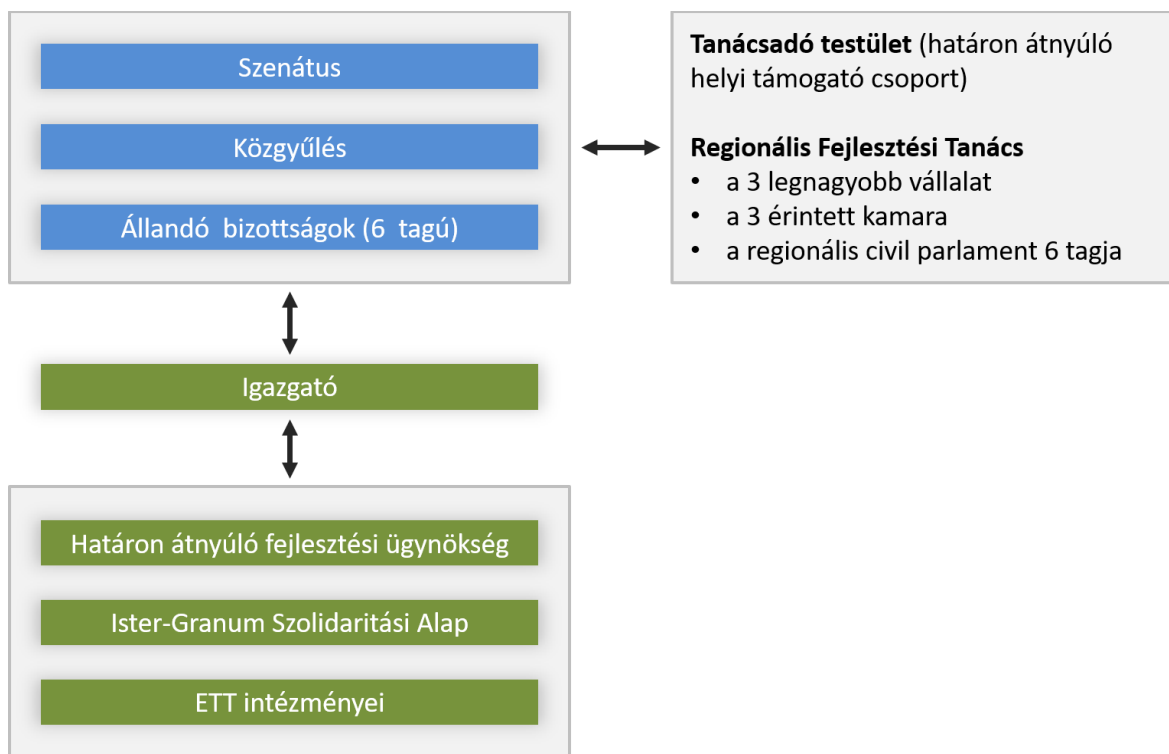 Szenátus
Közgyűlés
Állandó  bizottságok (6  tagú)
Tanácsadó testület (határon átnyúló
helyi támogató csoport)
Regionális Fejlesztési Tanács
• a 3 legnagyobb vállalat
• a 3 érintett kamara
• a regionális civil parlament 6 tagja
Igazgató
Határon átnyúló fejlesztési ügynökség
Ister-Granum Szolidaritási Alap
ETT intézményei